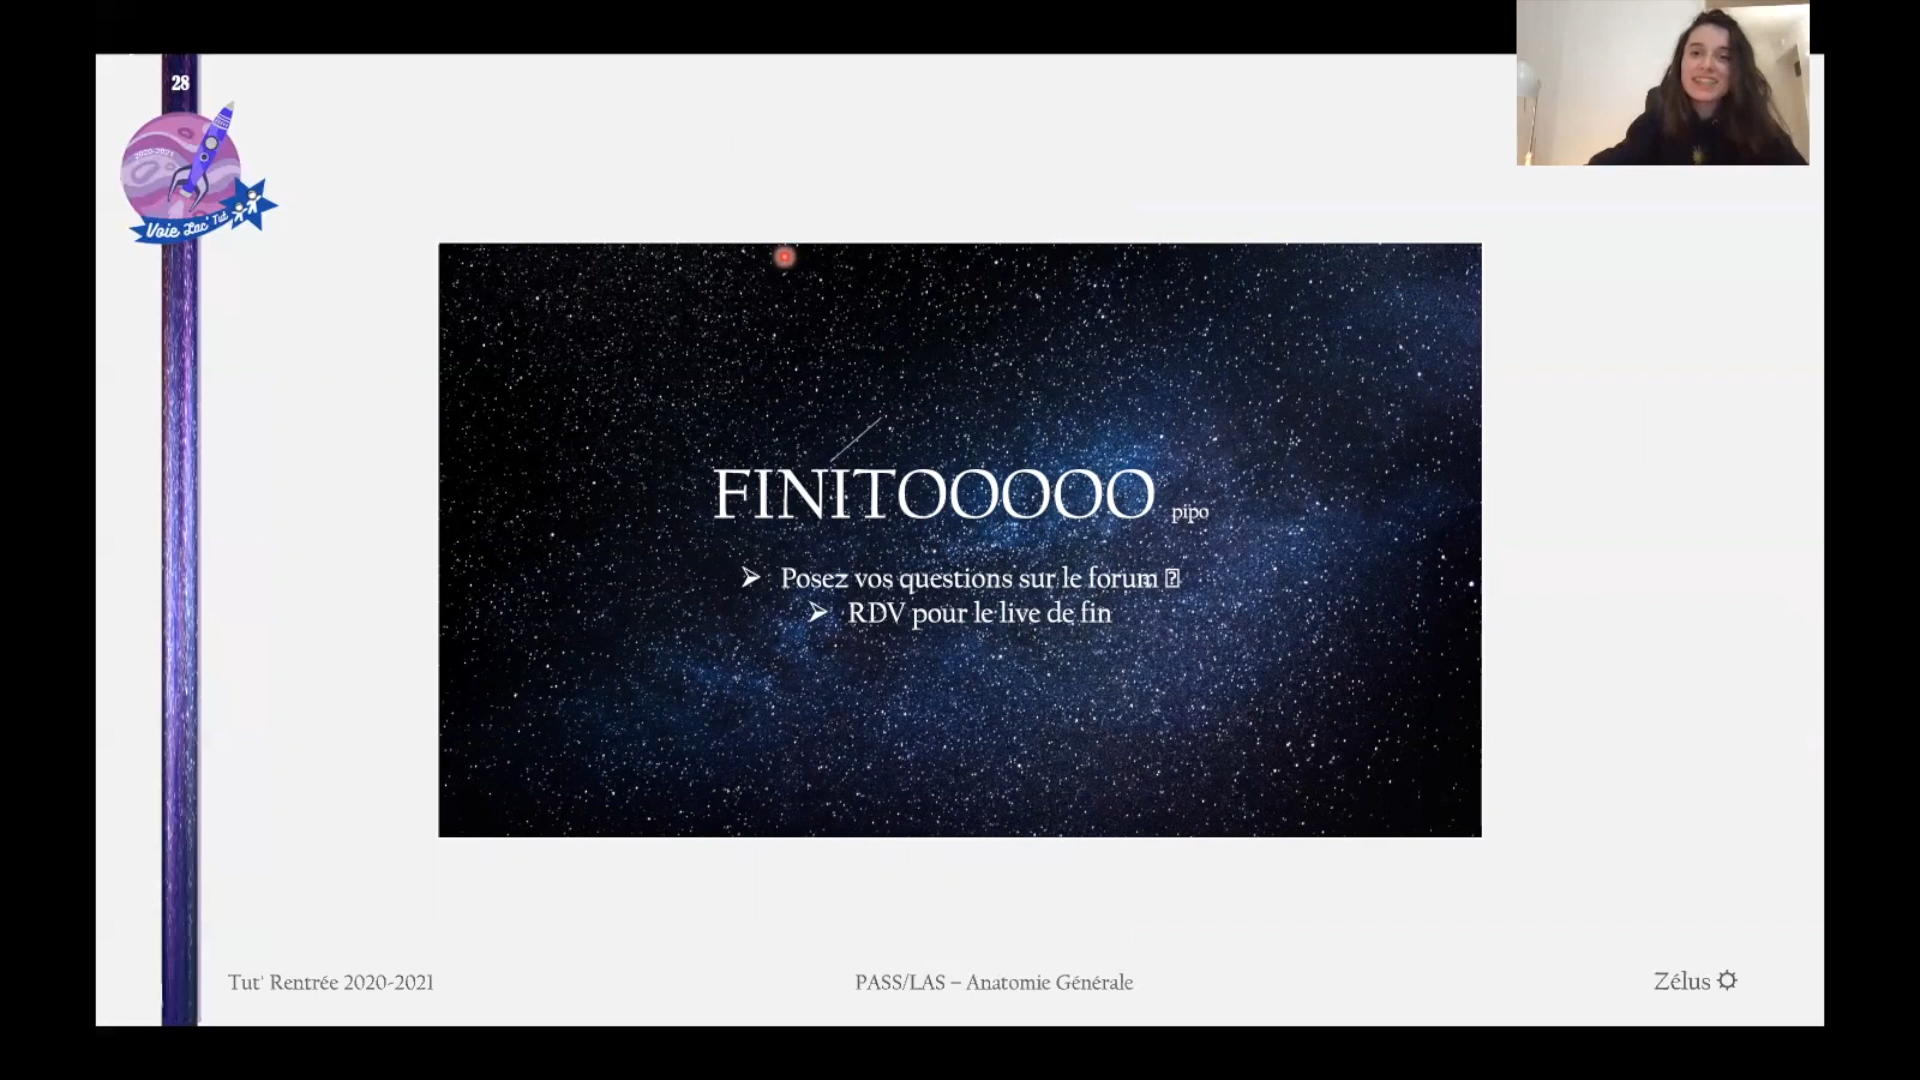 28
2020-2021
Voie Lac' Tut'
FINITOOOOO pipo
➢ Posez vos questions sur le forum
➢ RDV pour le live de fin
Tut' Rentrée 2020-2021
PASS/LAS – Anatomie Générale
Zélus